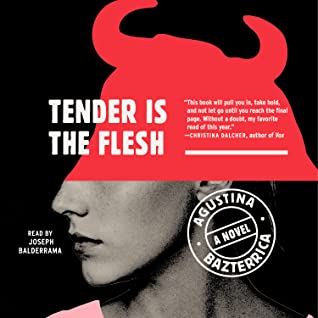 TENDER IS
THE FLESH
"This book will pull you in, take hold,
and not let go until you reach the final
page. Without a doubt, my favorite
read of this year."
—CHRISTINA DALCHER, author of Vox
READ BY
JOSEPH
BALDERRAMA
AGUSTINA
A NOVEL
BAZTERRICA